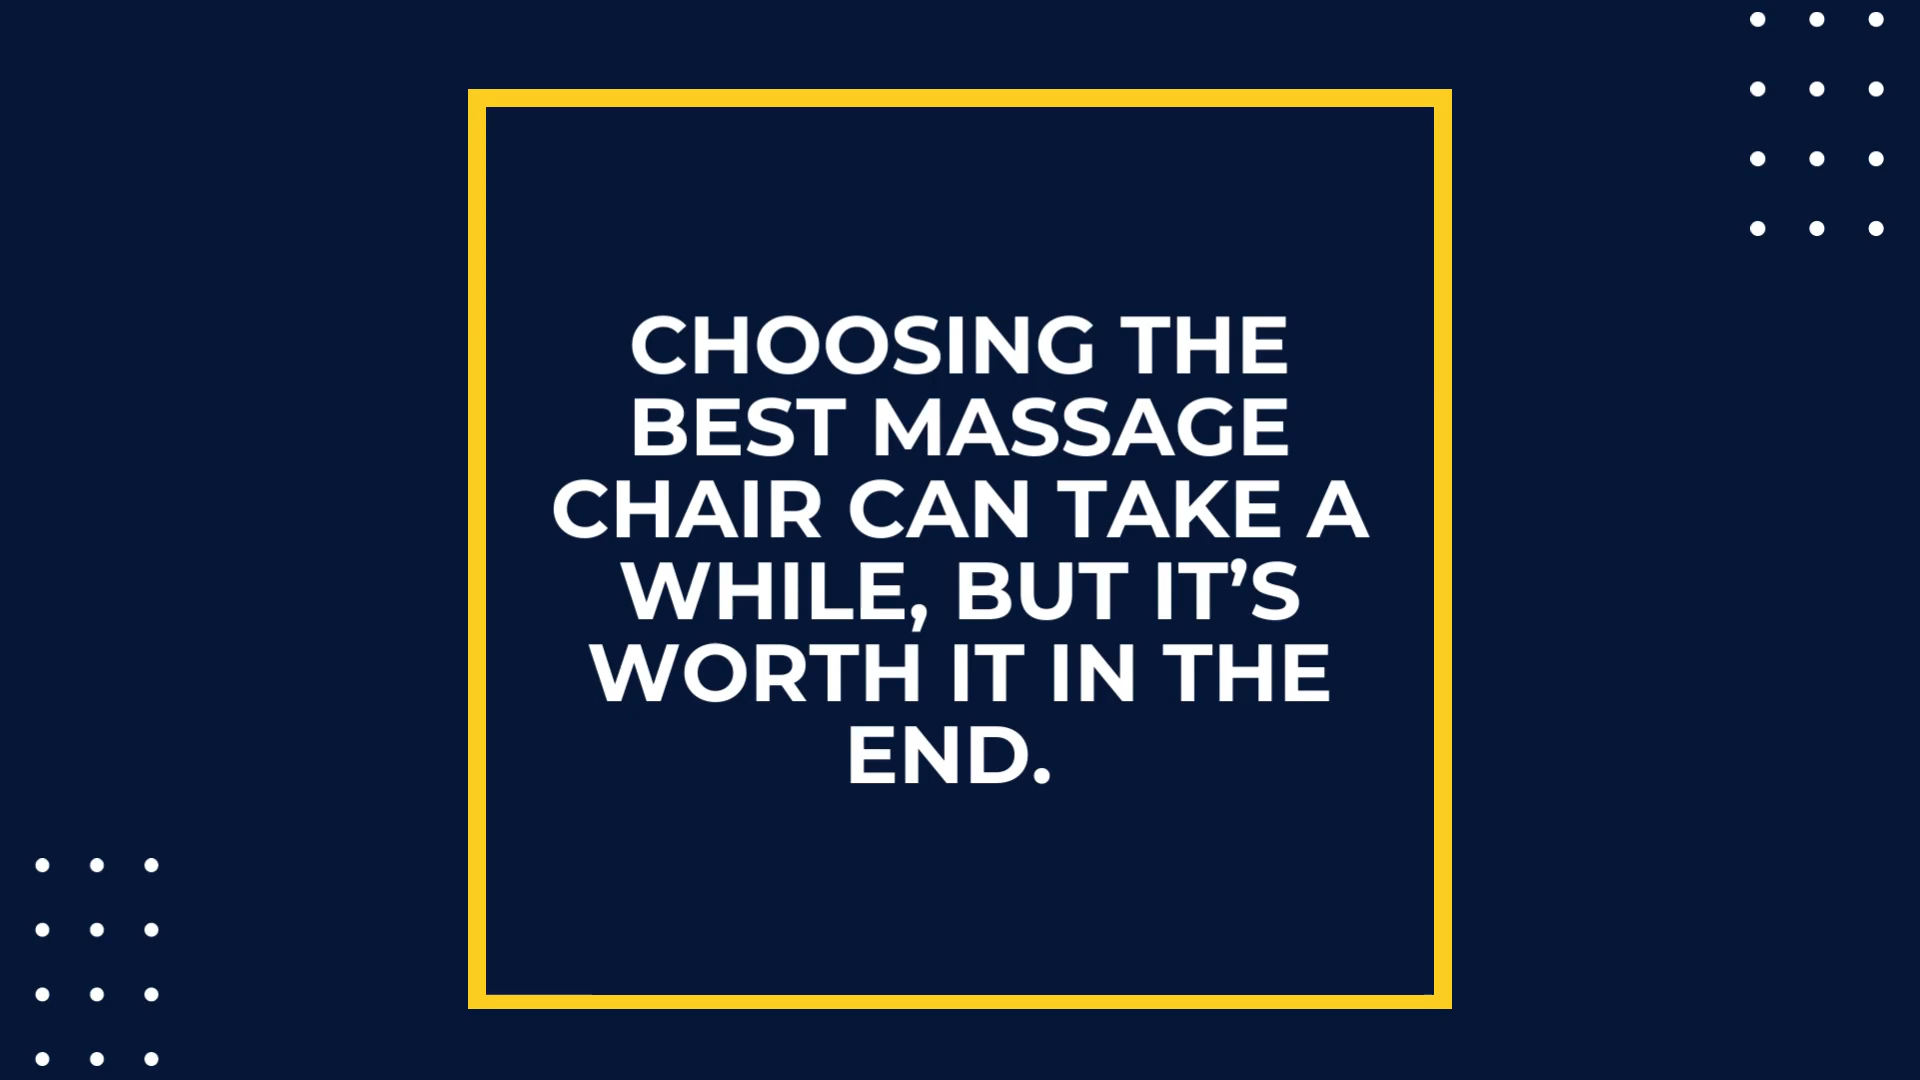 CHOOSING THE
BEST MASSAGE
CHAIR CAN TAKE A
WHILE, BUT IT’S
WORTH IT IN THE
END.